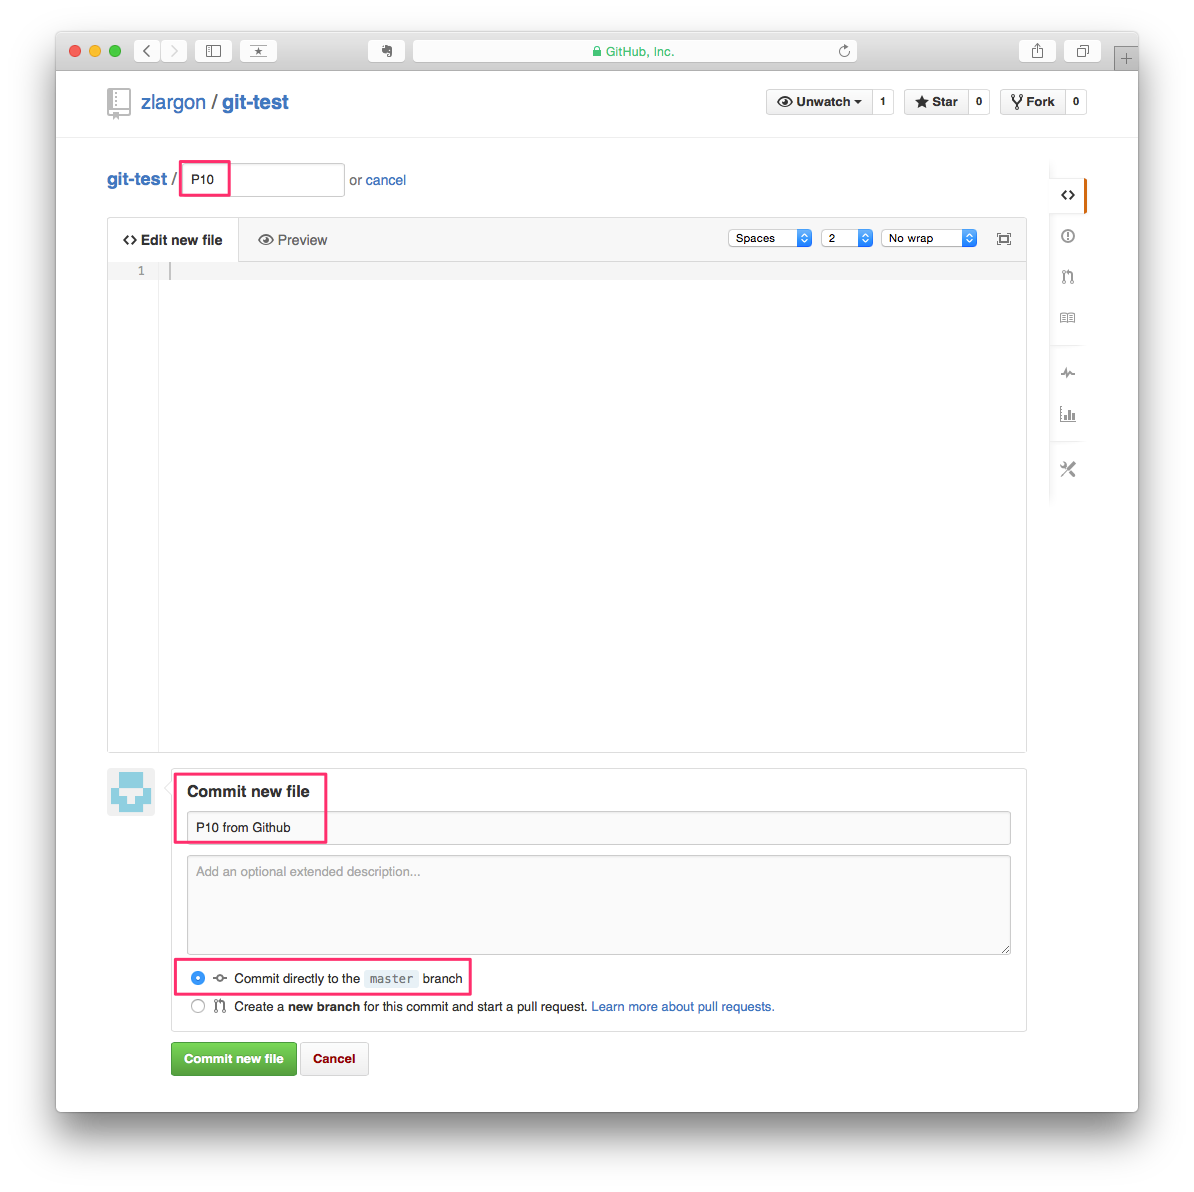 GitHub, Inc.
zlargon / git-test
Unwatch 1 Star 0 Fork 0
git-test / P10 or cancel
Edit new file Preview Spaces 2 No wrap
1
Commit new file
P10 from Github
Add an optional extended description...
Commit directly to the master branch
Create a new branch for this commit and start a pull request. Learn more about pull requests.
Commit new file Cancel